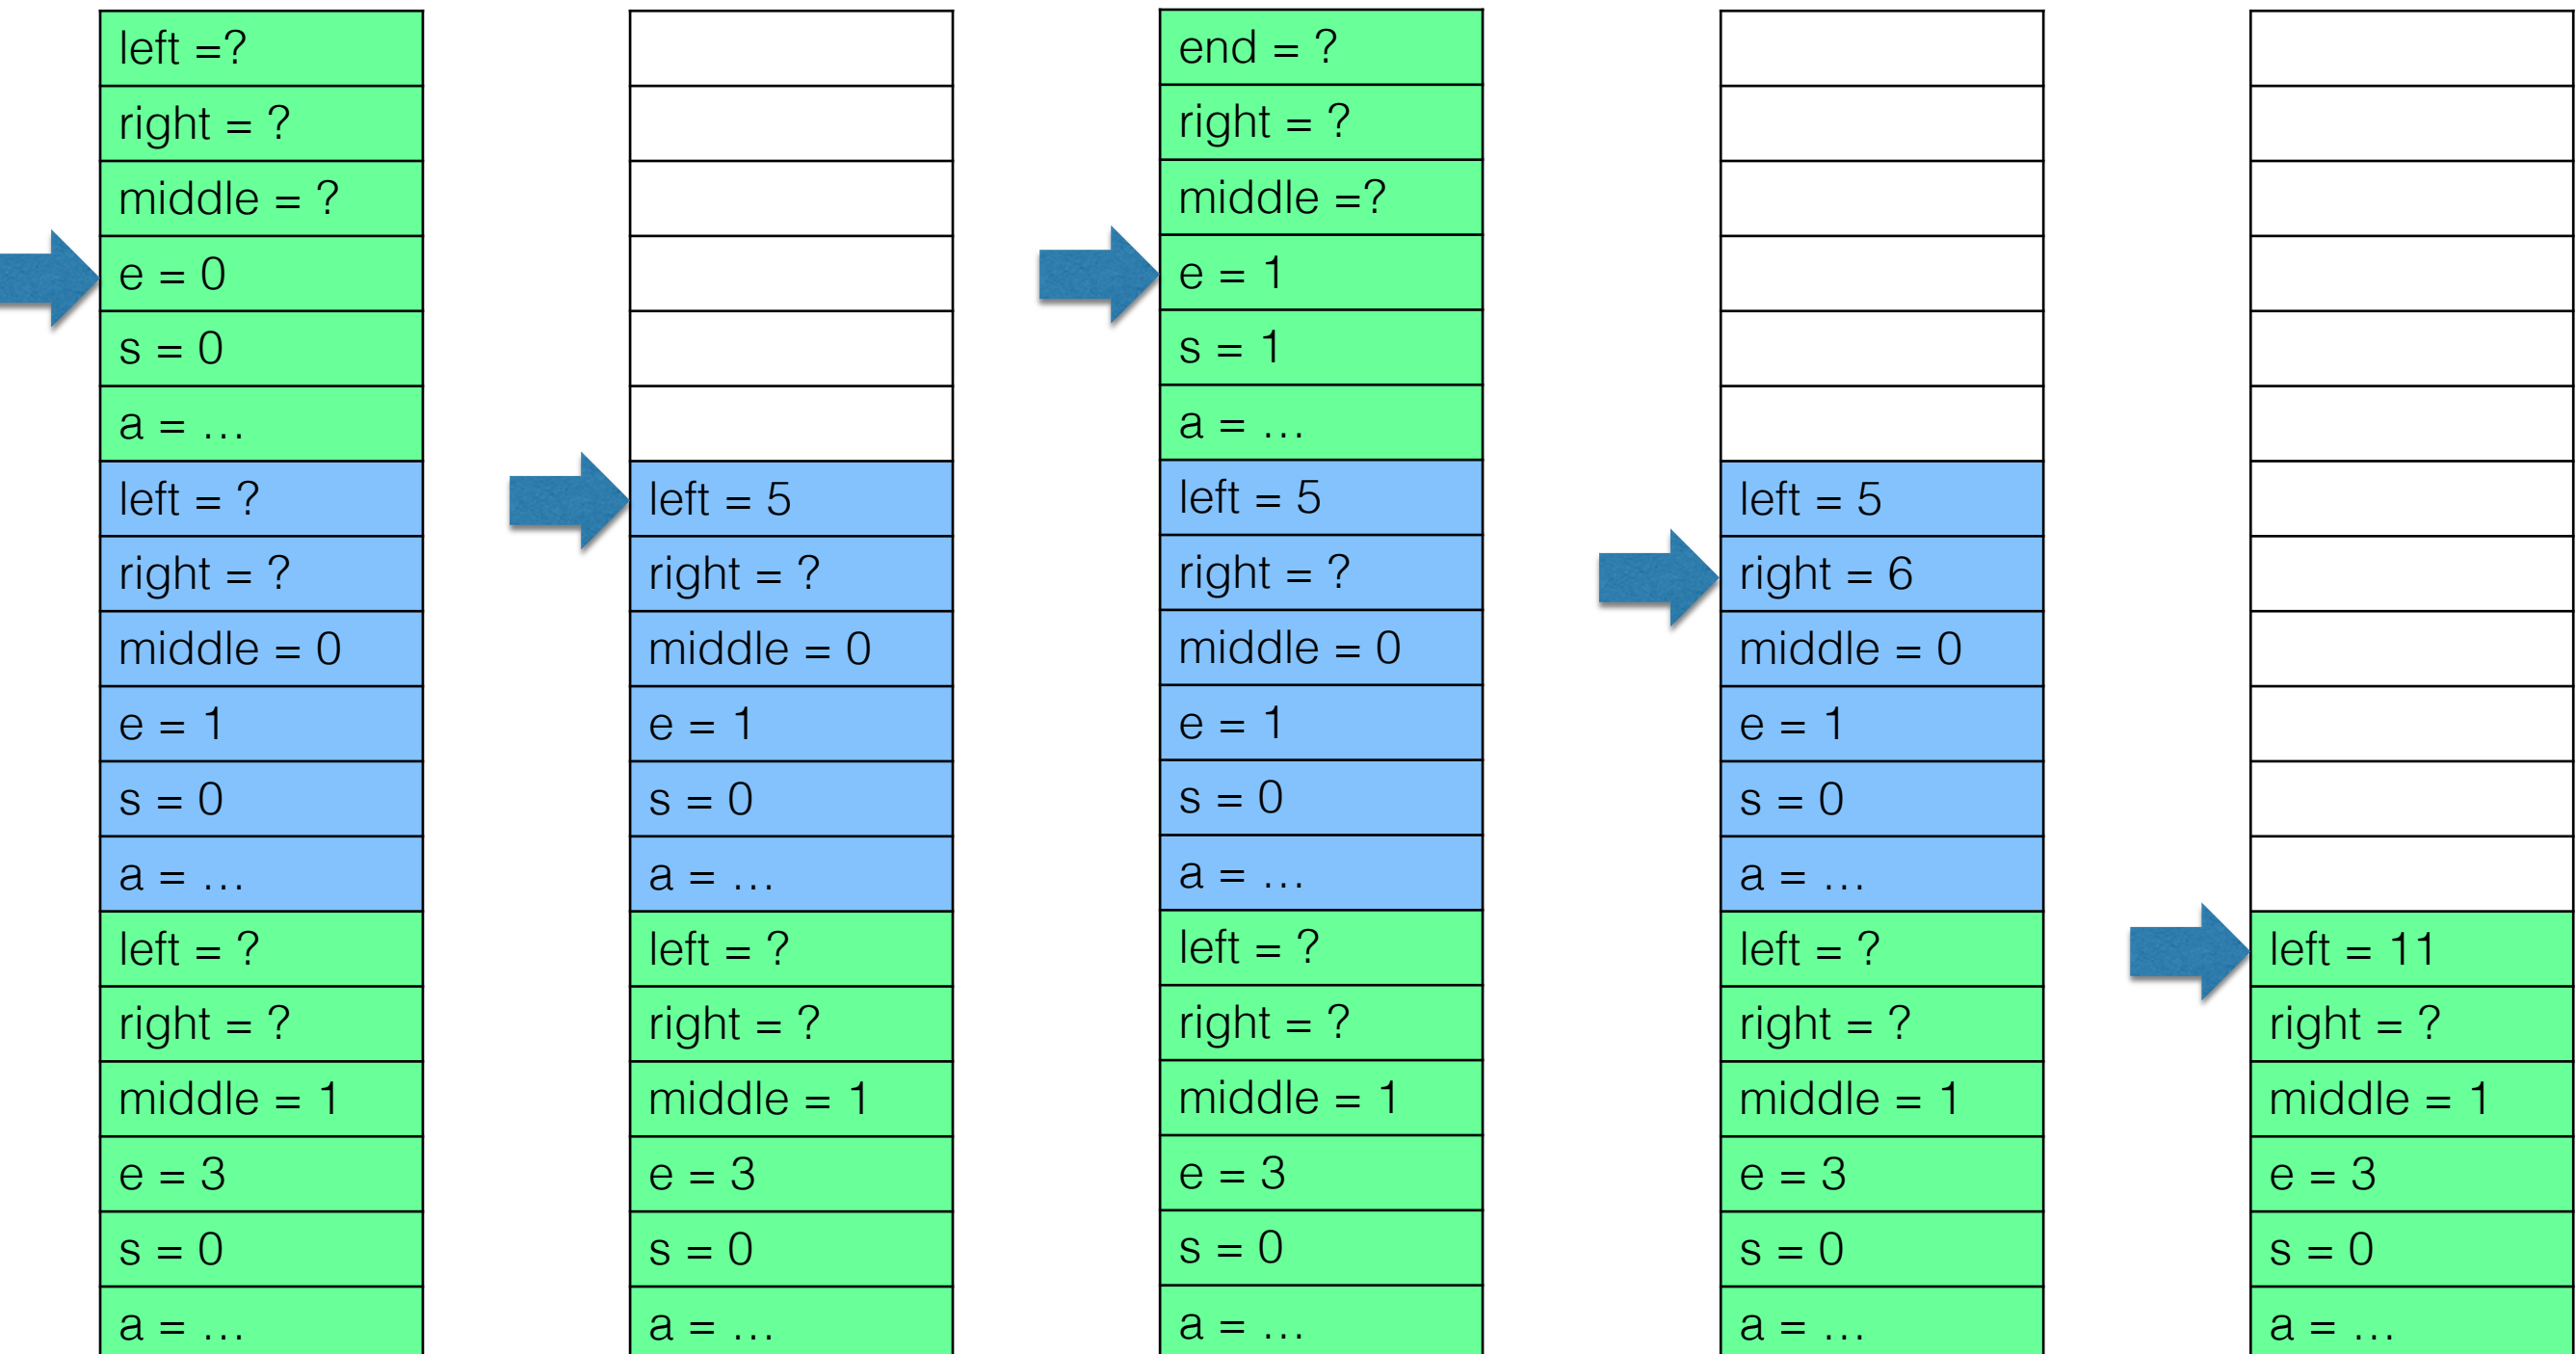 left =?
right = ?
middle = ?
e = 0
s = 0
a = …
left = ?
right = ?
middle = 0
e = 1
s = 0
a = …
left = ?
right = ?
middle = 1
e = 3
s = 0
a = …
left = 5
right = ?
middle = 0
e = 1
s = 0
a = …
left = ?
right = ?
middle = 1
e = 3
s = 0
a = …
end = ?
right = ?
middle =?
e = 1
s = 1
a = …
left = 5
right = ?
middle = 0
e = 1
s = 0
a = …
left = ?
right = ?
middle = 1
e = 3
s = 0
a = …
left = 5
right = 6
middle = 0
e = 1
s = 0
a = …
left = ?
right = ?
middle = 1
e = 3
s = 0
a = …
left = 11
right = ?
middle = 1
e = 3
s = 0
a = …